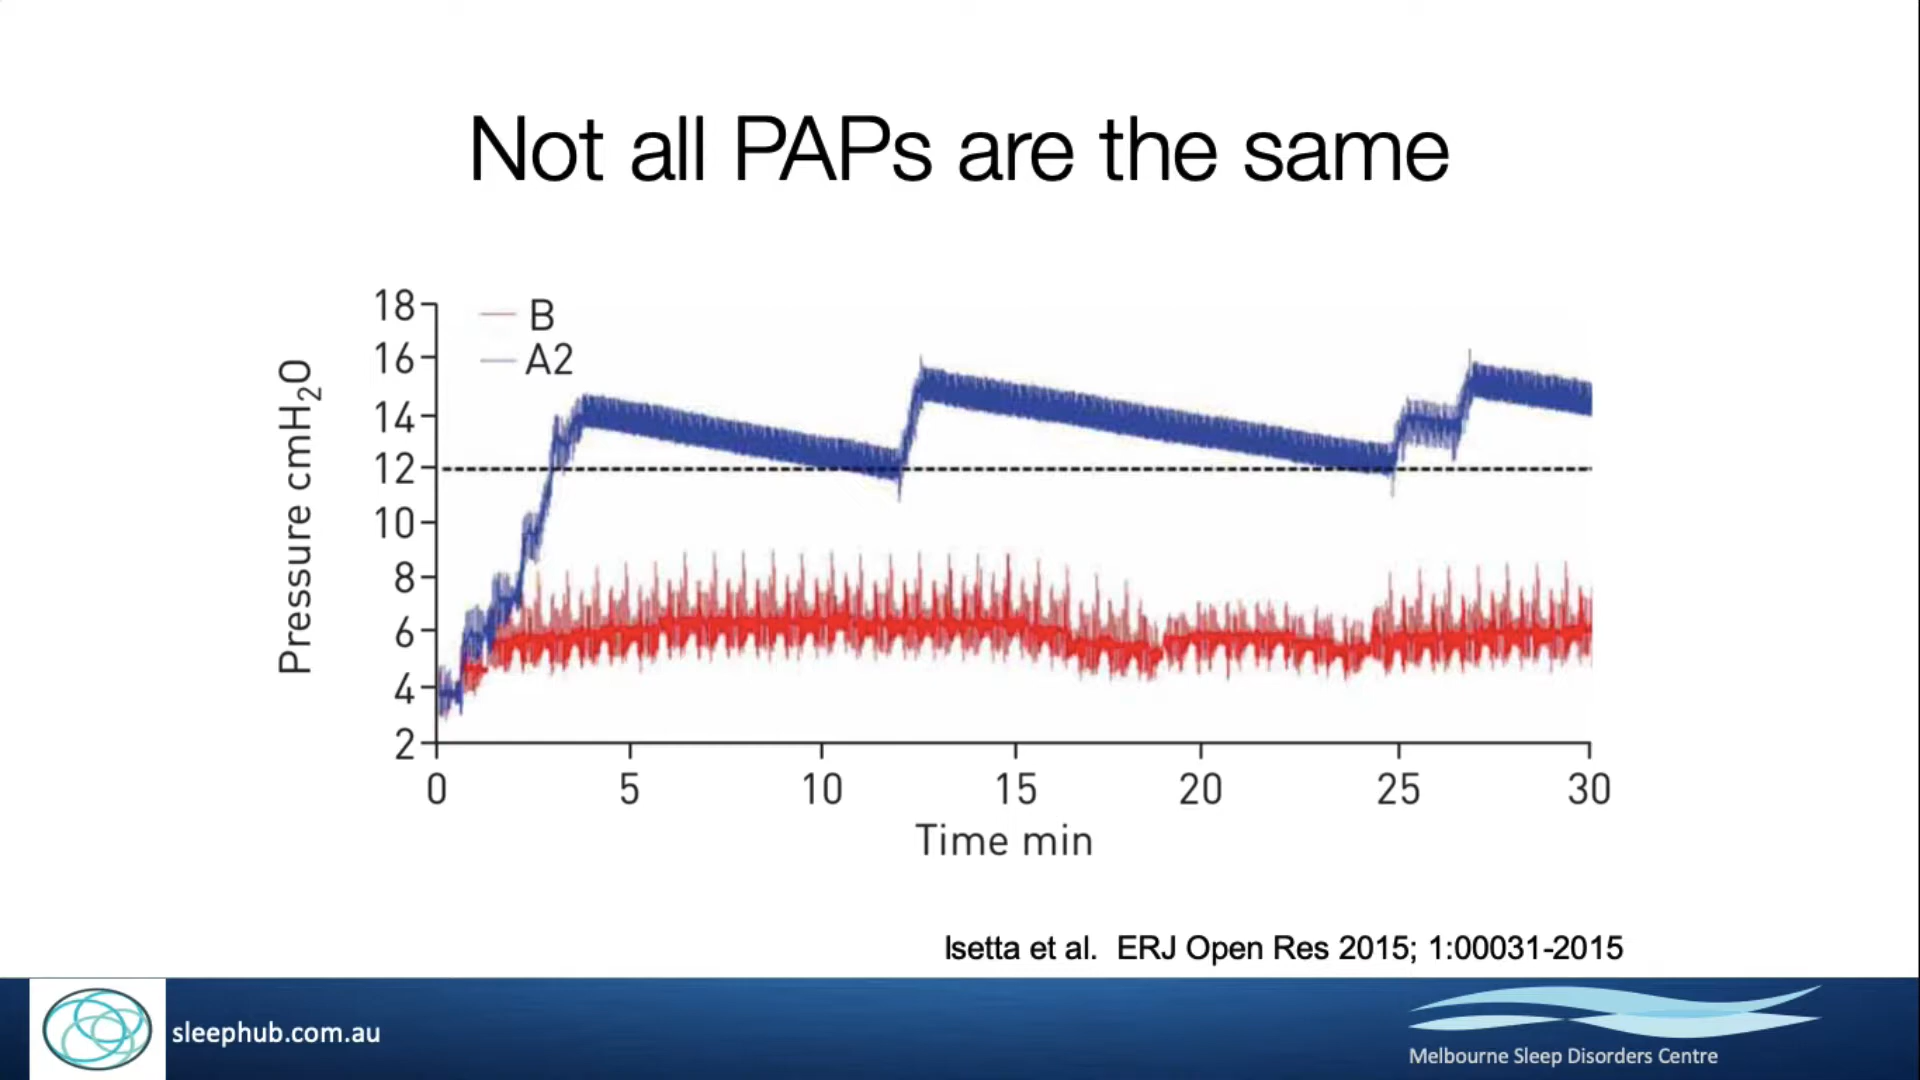 Not all PAPs are the same
18
16
14
12
10
8
6
4
2
B
A2
Pressure cmH₂O
0 5 10 15 20 25 30
Time min
Isetta et al.  ERJ Open Res 2015; 1:00031-2015
sleephub.com.au
Melbourne Sleep Disorders Centre